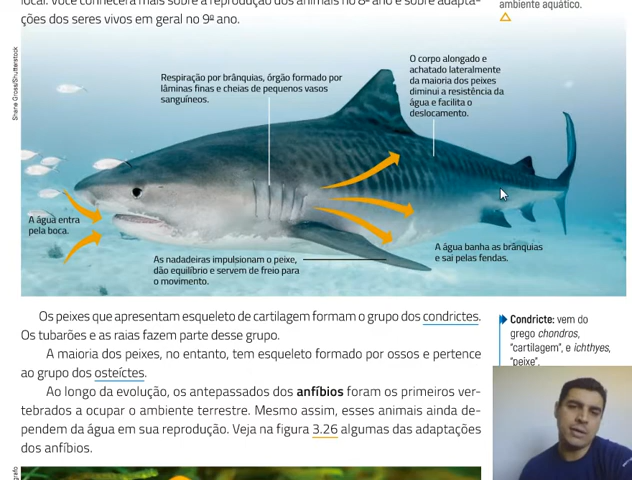 local. Você conhecerá mais sobre a reprodução dos animais no 8º ano e sobre adapta-
ções dos seres vivos em geral no 9º ano.
ambiente aquático.
Shane Gross/Shutterstock
Respiração por brânquias, órgão formado por
lâminas finas e cheias de pequenos vasos
sanguíneos.
O corpo alongado e
achatado lateralmente
da maioria dos peixes
diminui a resistência da
água e facilita o
deslocamento.
A água entra
pela boca.
As nadadeiras impulsionam o peixe,
dão equilíbrio e servem de freio para
o movimento.
A água banha as brânquias
e sai pelas fendas.
Os peixes que apresentam esqueleto de cartilagem formam o grupo dos condrictes.
Os tubarões e as raias fazem parte desse grupo.
A maioria dos peixes, no entanto, tem esqueleto formado por ossos e pertence
ao grupo dos osteíctes.
Ao longo da evolução, os antepassados dos anfíbios foram os primeiros ver-
tebrados a ocupar o ambiente terrestre. Mesmo assim, esses animais ainda de-
pendem da água em sua reprodução. Veja na figura 3.26 algumas das adaptações
dos anfíbios.
Condricte: vem do
grego chondros,
"cartilagem", e ichthyes,
"peixe".